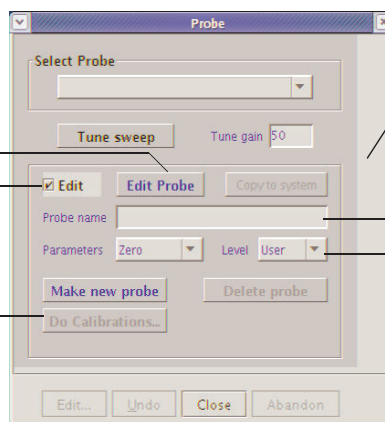 Probe
Select Probe
Tune sweep Tune gain 50
Edit Edit Probe Copy to system
Probe name
Parameters Zero Level User
Make new probe Delete probe
Do Calibrations...
Edit... Undo Close Abandon